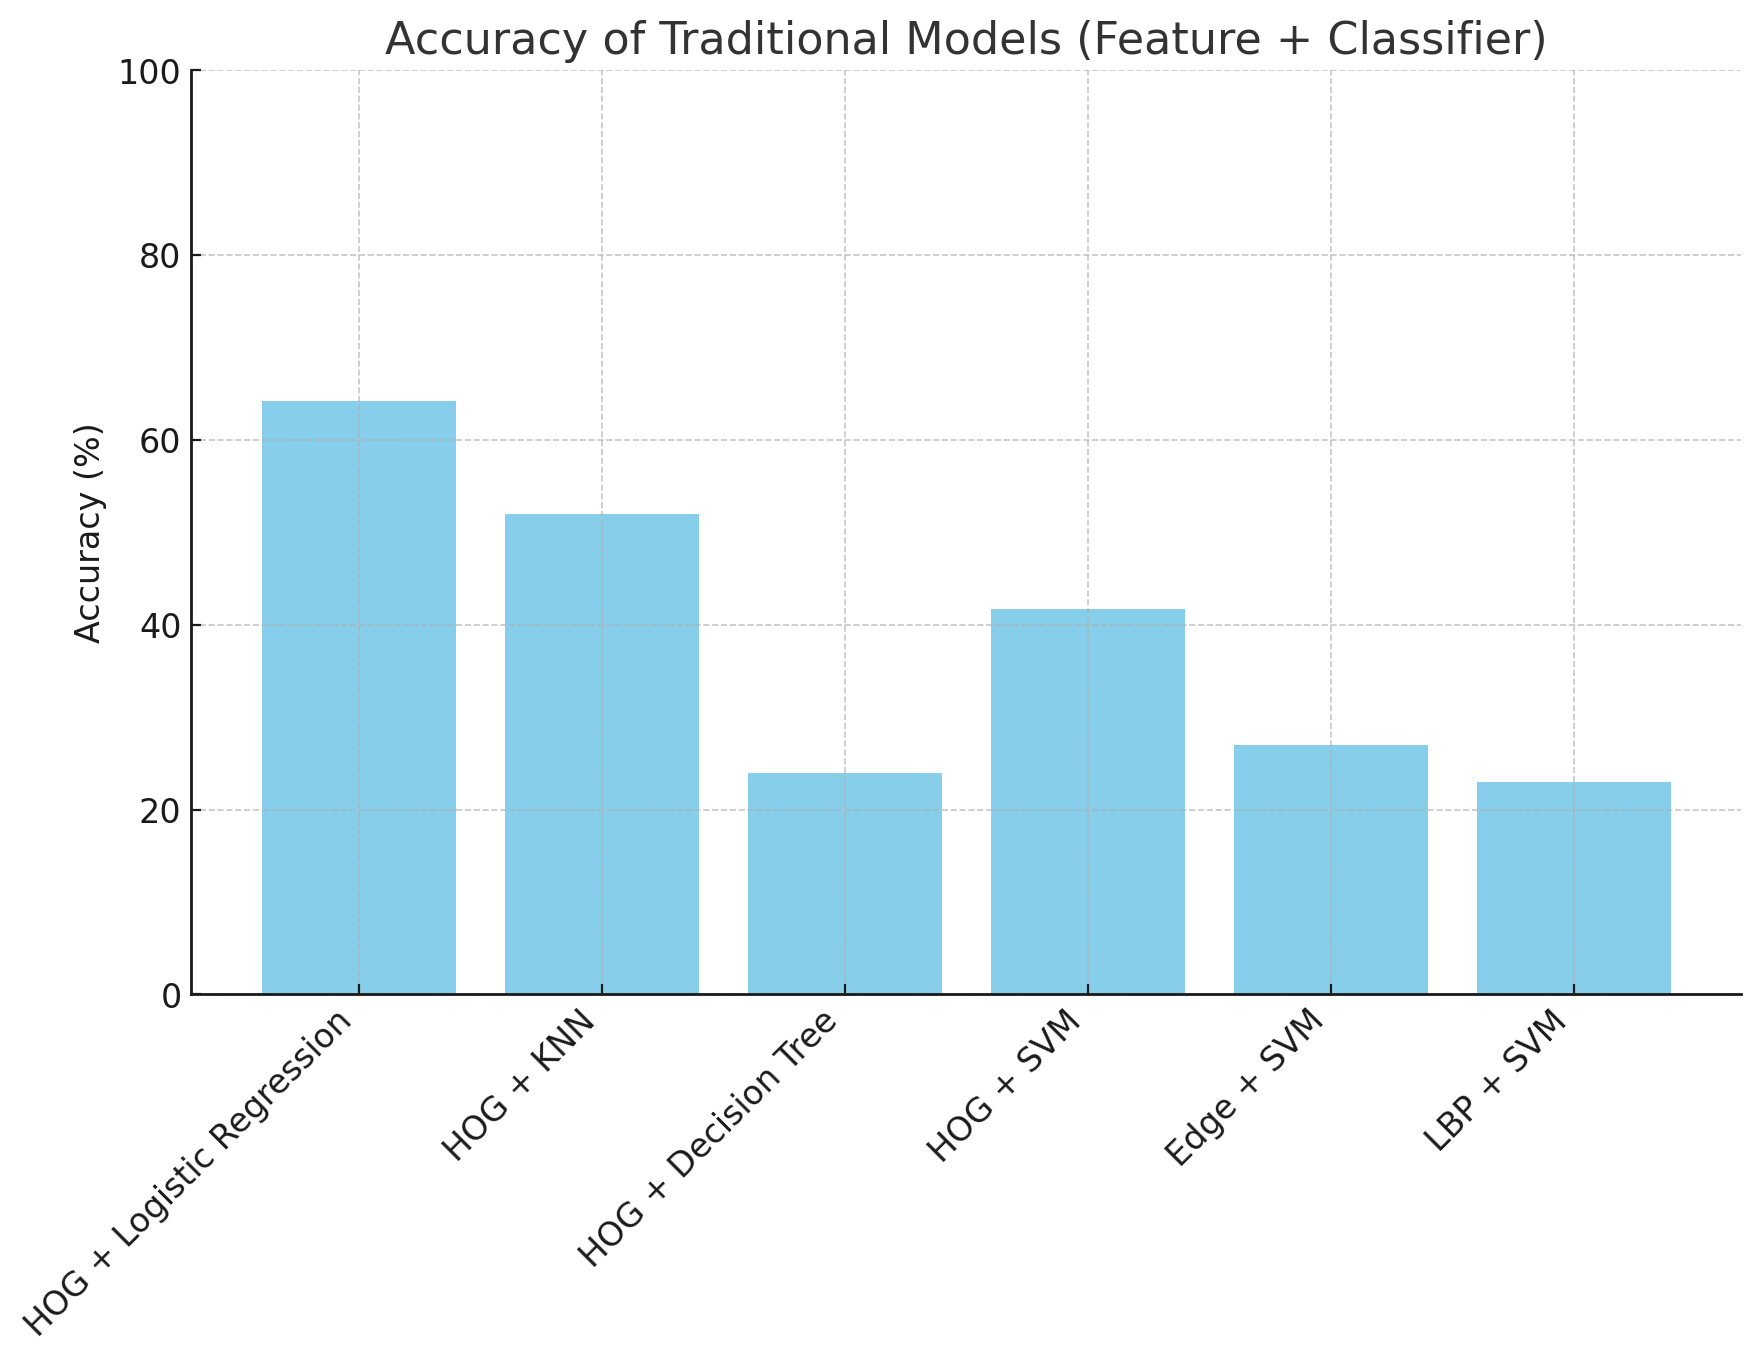 Accuracy of Traditional Models (Feature + Classifier)
100
80
60
40
20
0
Accuracy (%)
HOG + Logistic Regression
HOG + KNN
HOG + Decision Tree
HOG + SVM
Edge + SVM
LBP + SVM